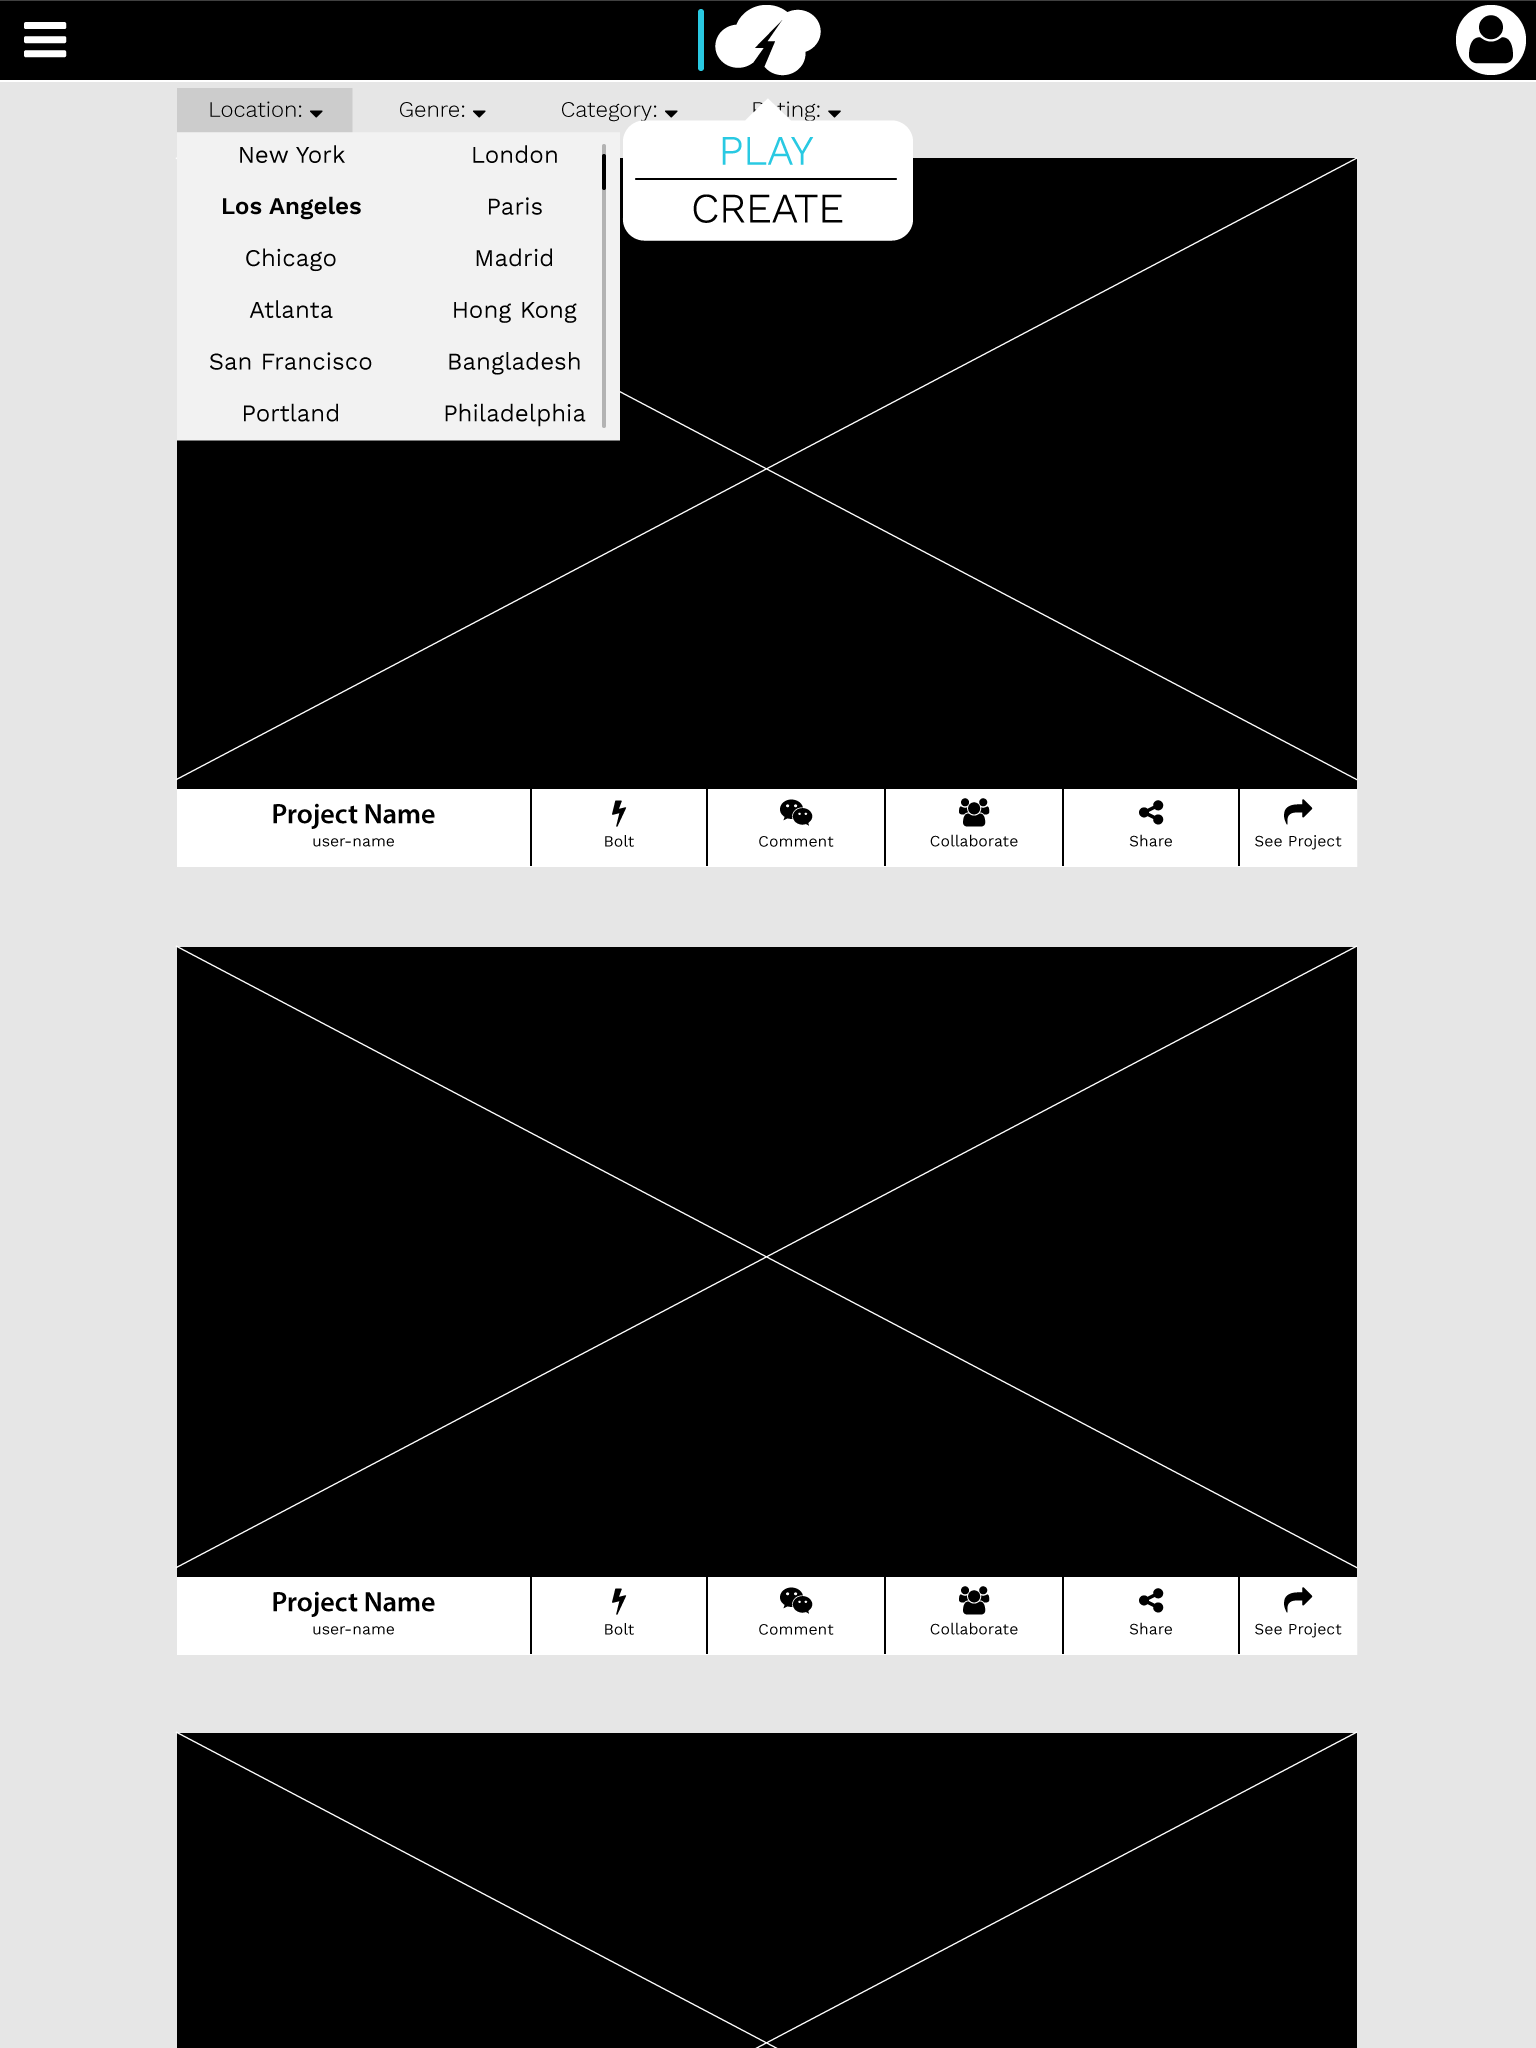 Location: Genre: Category: Rating:
PLAY
CREATE
New York London
Los Angeles Paris
Chicago Madrid
Atlanta Hong Kong
San Francisco Bangladesh
Portland Philadelphia
Project Name
user-name
Bolt
Comment
Collaborate
Share
See Project
Project Name
user-name
Bolt
Comment
Collaborate
Share
See Project